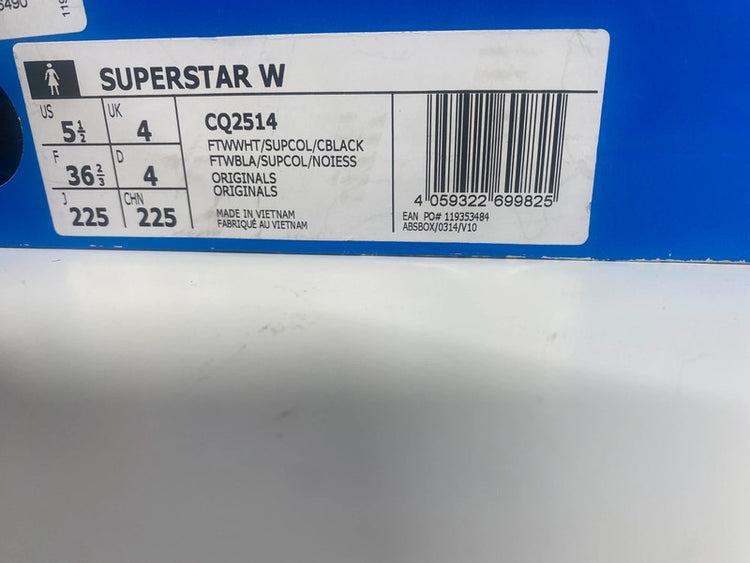 6490
SUPERSTAR W
US 5½ UK 4
F 36⅔ D 4
J 225 CHN 225
CQ2514
FTWWHT/SUPCOL/CBLACK
FTWBLA/SUPCOL/NOIESS
ORIGINALS
ORIGINALS
MADE IN VIETNAM
FABRIQUÉ AU VIETNAM
4 059322 699825
EAN PO# 119353484
ABSBOX/0314/V10